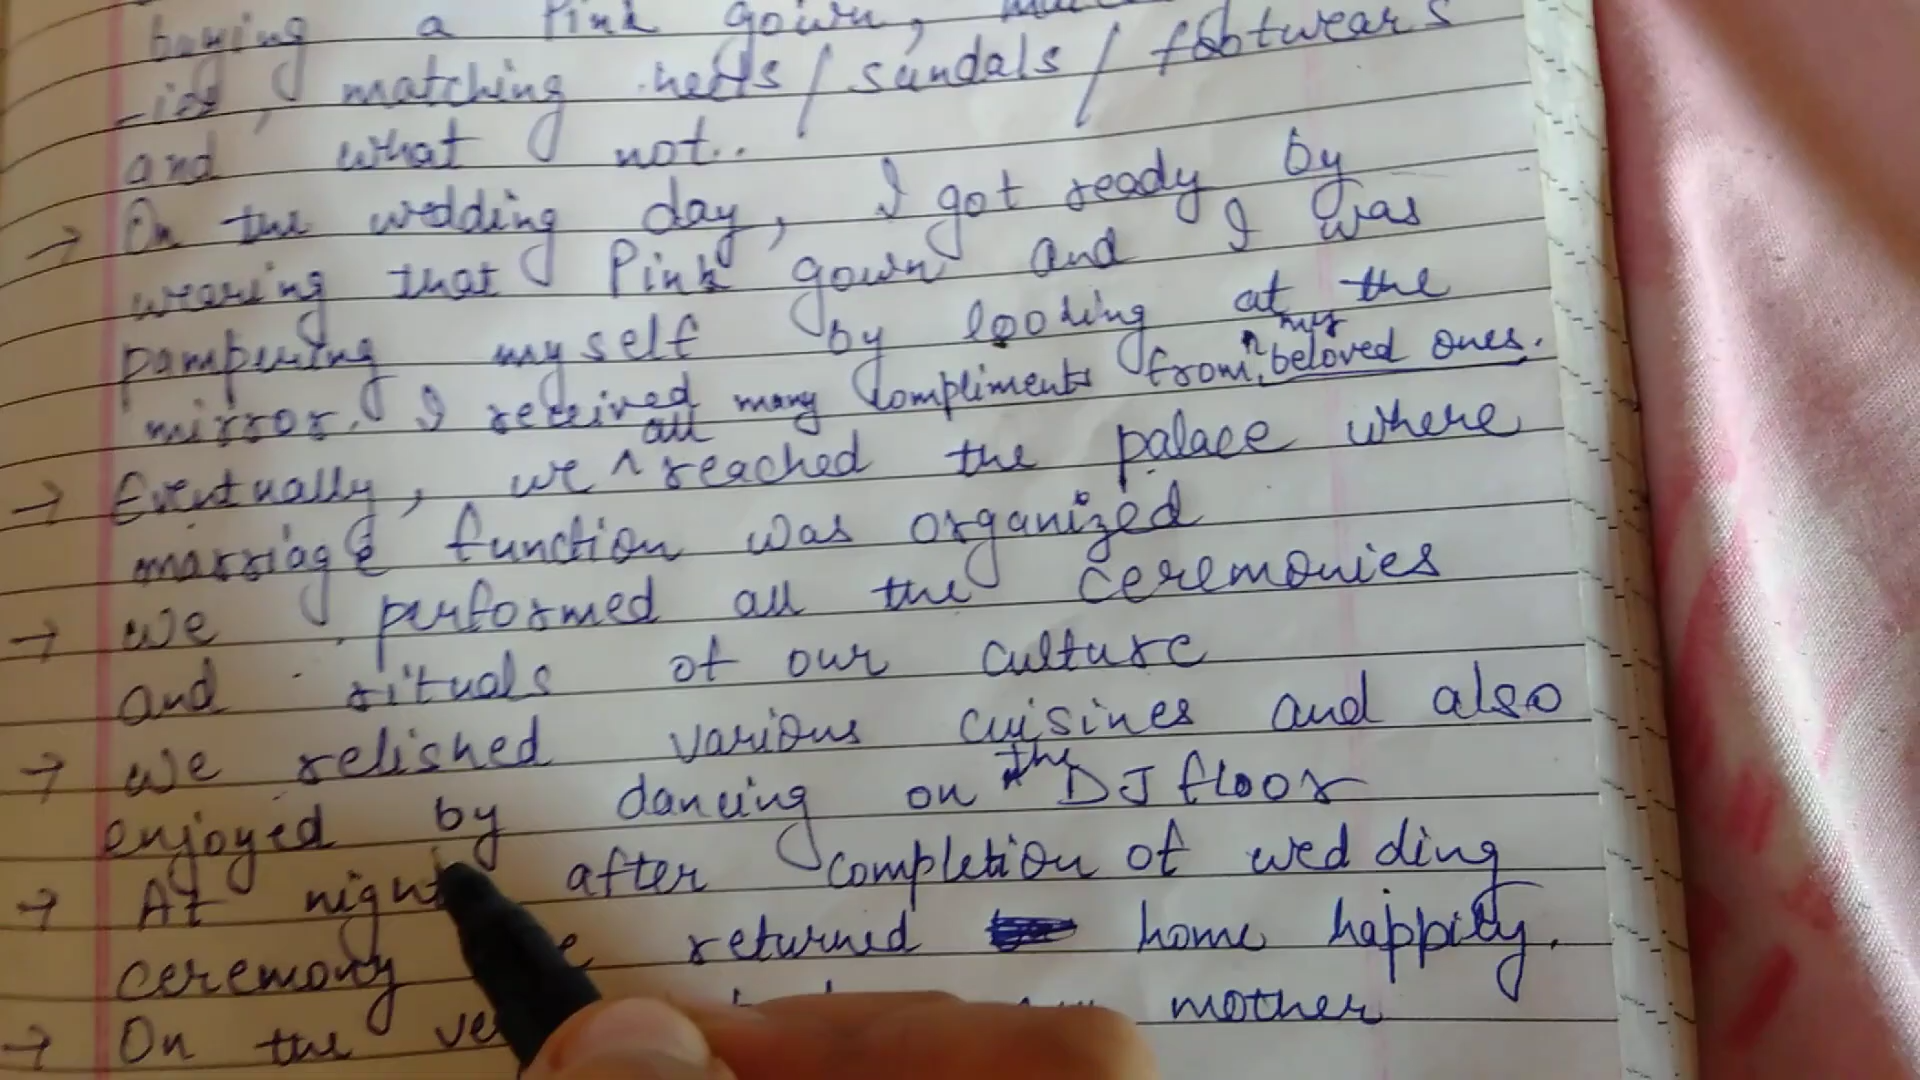 buying a Pink gown,
-ies, matching heels / sandals / footwears
and what not..
→ On the wedding day, I got ready by
wearing that Pink gown and I was
pampering myself by looking at the
mirror. I received many compliments from my beloved ones.
→ Eventually, we all reached the palace where
marriage function was organized
→ We performed all the ceremonies
and rituals of our culture
→ We relished various cuisines and also
enjoyed by dancing on the DJ floor
→ At night after completion of wedding
ceremony returned home happily.
→ On the mother